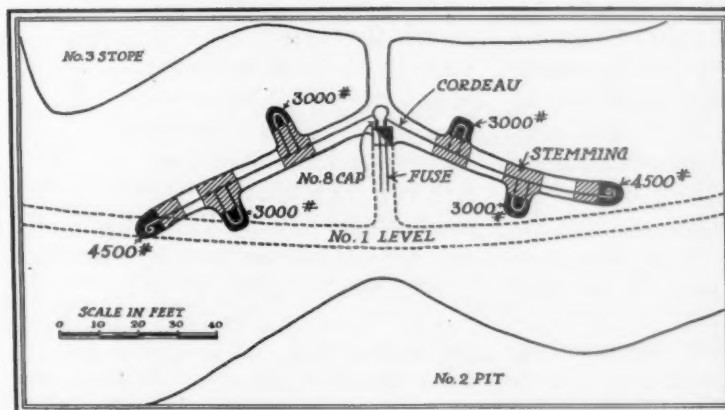 No. 3 STOPE
3000#
CORDEAU
3000#
STEMMING
No. 8 CAP
FUSE
4500#
3000#
3000#
4500#
No. 1 LEVEL
SCALE IN FEET
0 10 20 30 40
No. 2 PIT